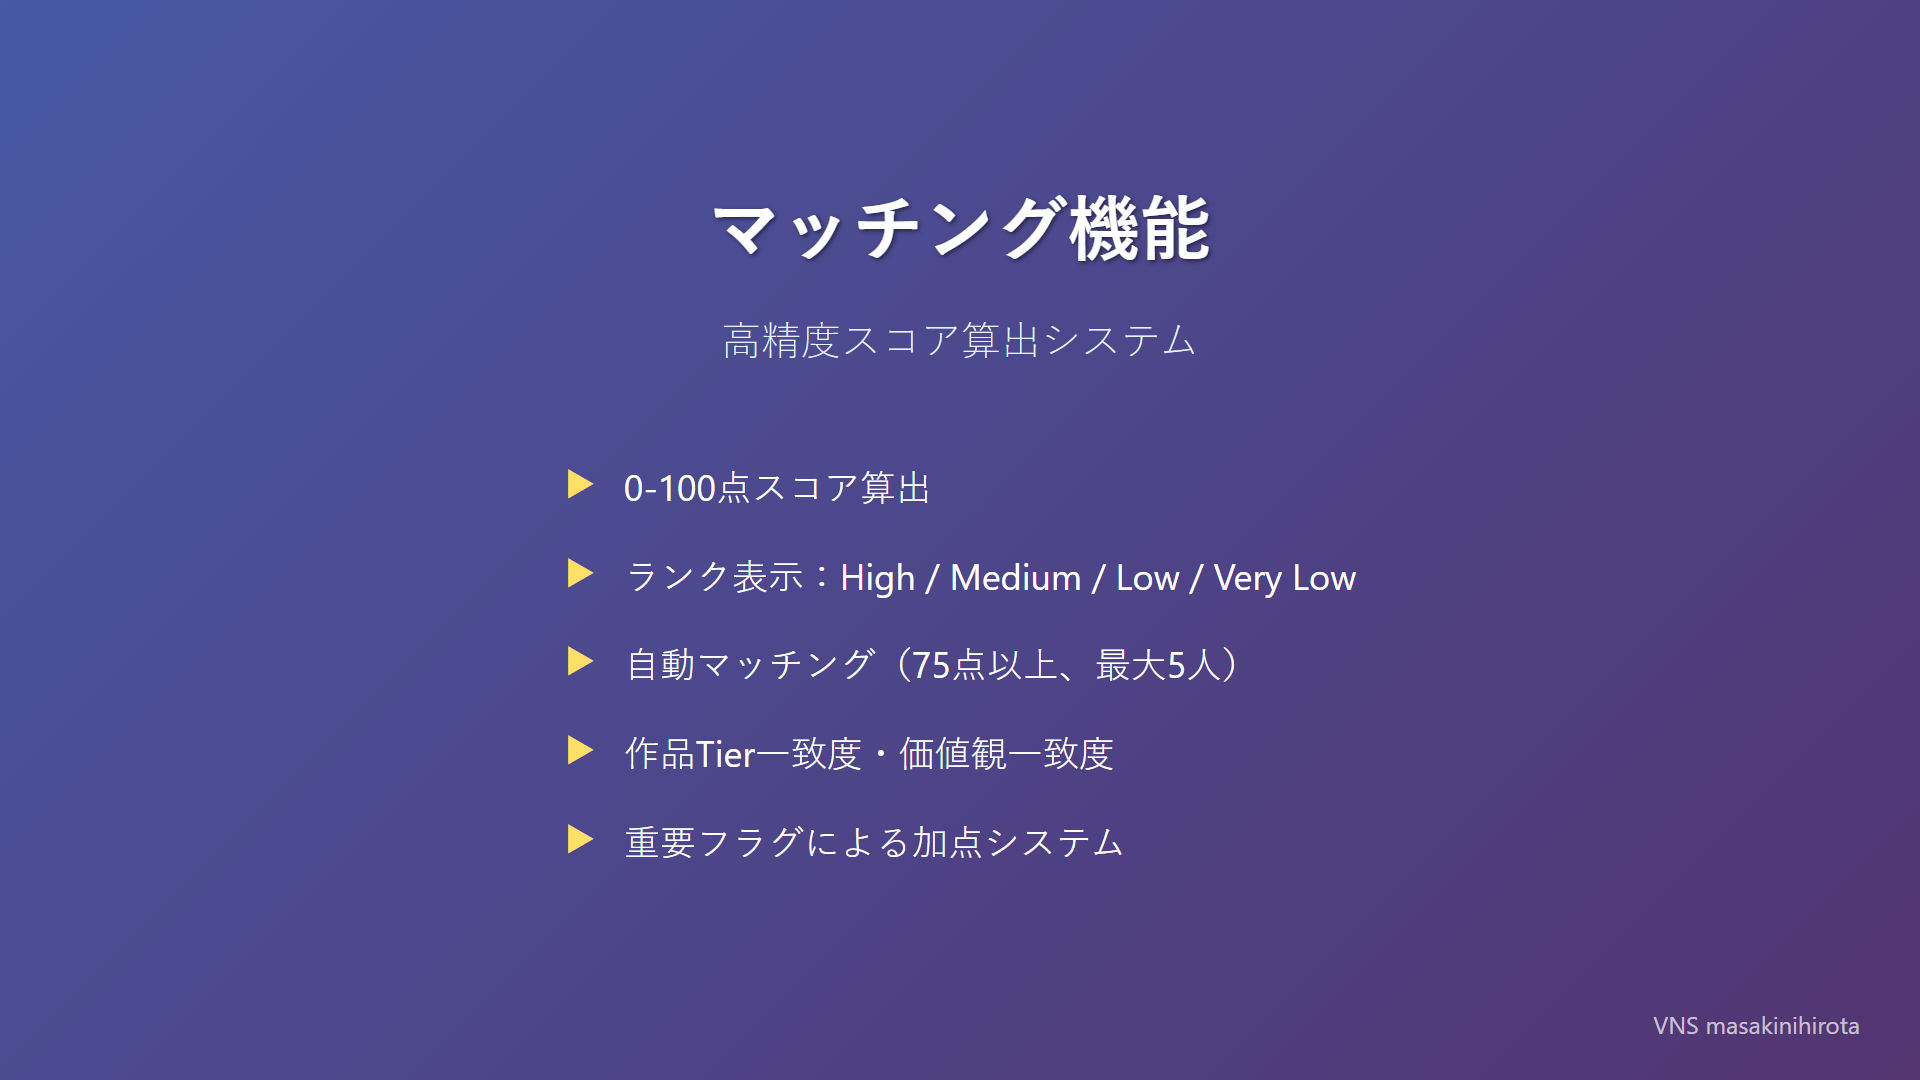 マッチング機能
高精度スコア算出システム
▶ 0-100点スコア算出
▶ ランク表示：High / Medium / Low / Very Low
▶ 自動マッチング（75点以上、最大5人）
▶ 作品Tier一致度・価値観一致度
▶ 重要フラグによる加点システム
VNS masakinihirota